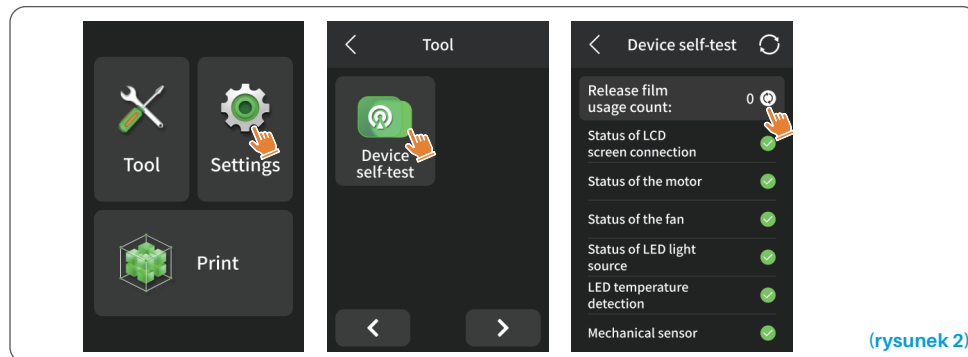 Tool
Settings
Print
Tool
Device
self-test
Device self-test
Release film
usage count:
0
Status of LCD
screen connection
Status of the motor
Status of the fan
Status of LED light
source
LED temperature
detection
Mechanical sensor
(rysunek 2)